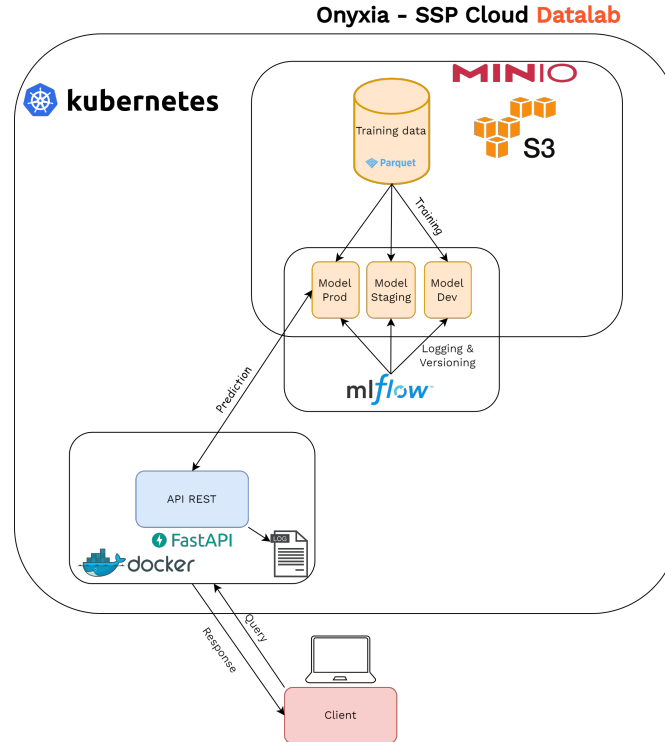 Onyxia - SSP Cloud Datalab
kubernetes
MINIO
S3
Training data
Parquet
Training
Model
Prod
Model
Staging
Model
Dev
Logging &
Versioning
mlflow
Prediction
API REST
FastAPI
LOG
docker
Query
Response
Client